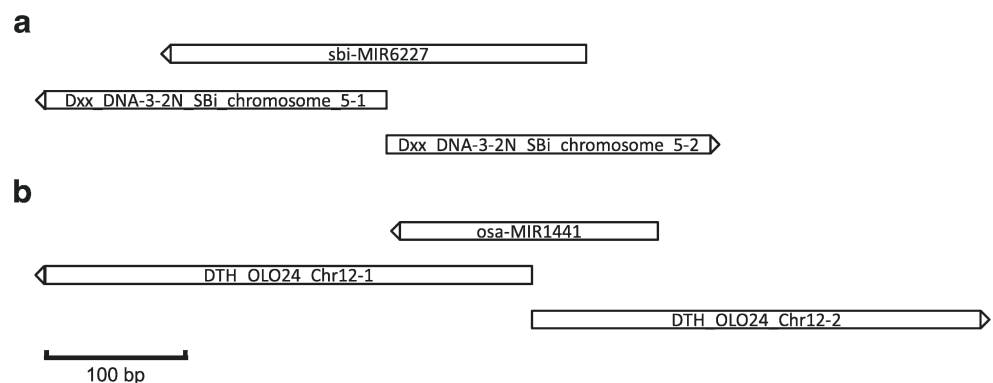 a
sbi-MIR6227
Dxx_DNA-3-2N_SBi_chromosome_5-1
Dxx_DNA-3-2N_SBi_chromosome_5-2
b
osa-MIR1441
DTH_OLO24_Chr12-1
DTH_OLO24_Chr12-2
100 bp